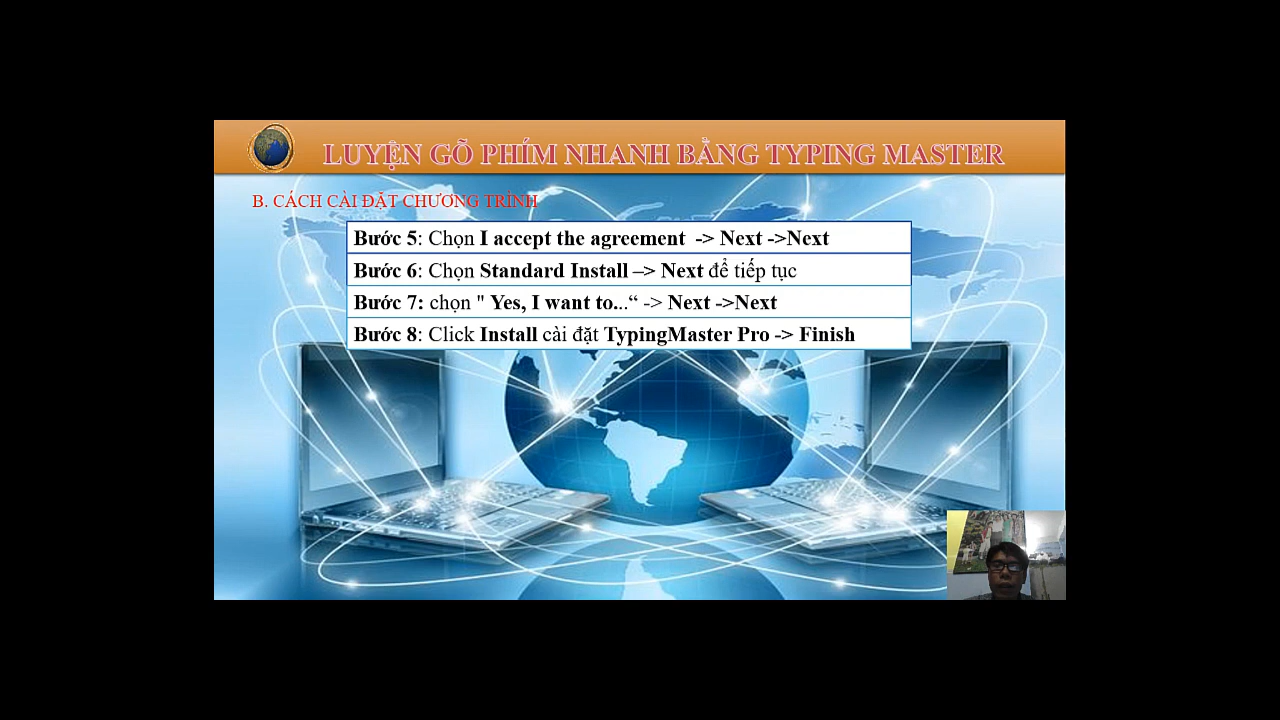 LUYỆN GÕ PHÍM NHANH BẰNG TYPING MASTER
B. CÁCH CÀI ĐẶT CHƯƠNG TRÌNH
Bước 5: Chọn I accept the agreement -> Next ->Next
Bước 6: Chọn Standard Install –> Next để tiếp tục
Bước 7: chọn " Yes, I want to...“ -> Next ->Next
Bước 8: Click Install cài đặt TypingMaster Pro -> Finish